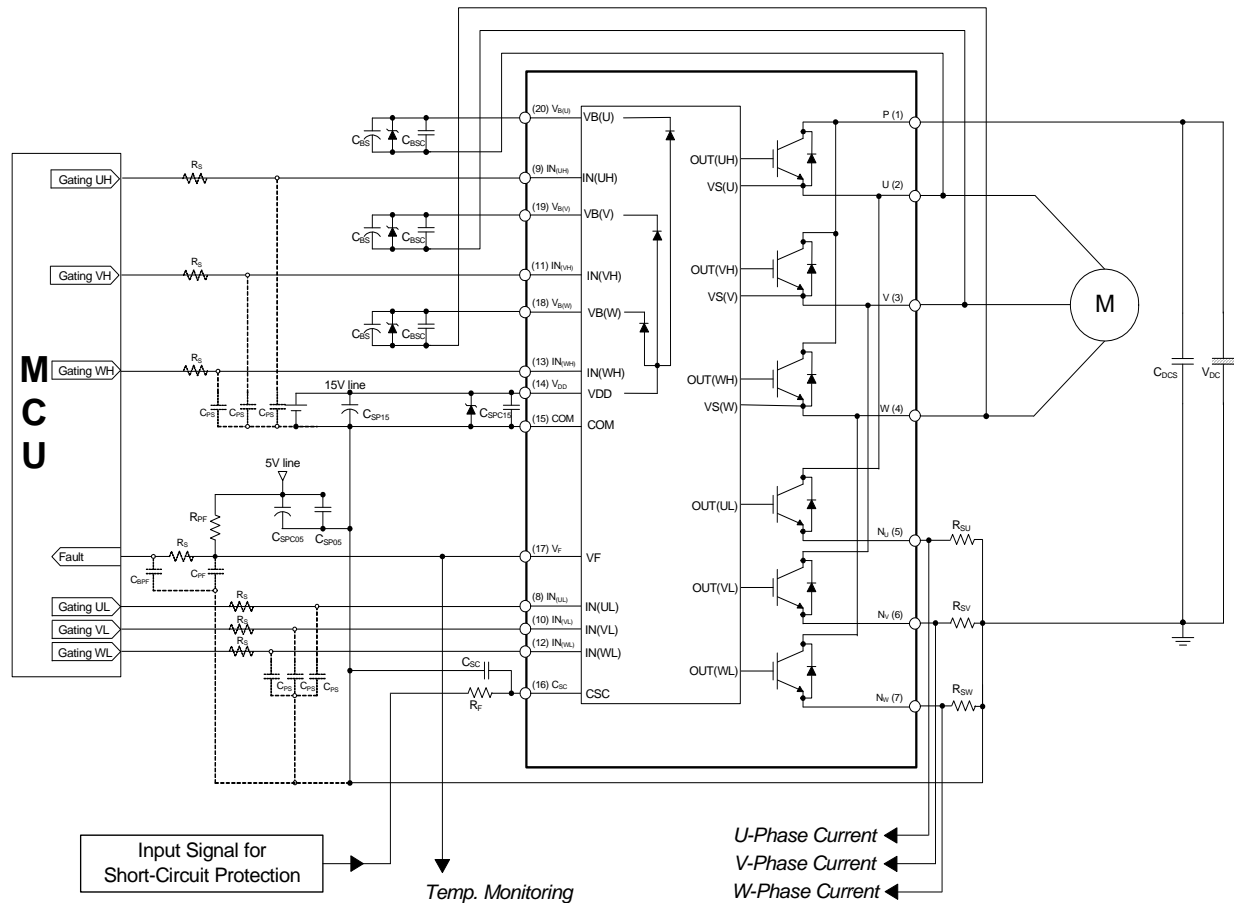 (20) VB(U)
VB(U)
P (1)
CBS
CBSC
OUT(UH)
RS
(9) IN(UH)
Gating UH
IN(UH)
VS(U)
U (2)
(19) VB(V)
VB(V)
CBS
CBSC
RS
(11) IN(VH)
OUT(VH)
Gating VH
IN(VH)
VS(V)
V (3)
M
(18) VB(W)
VB(W)
CBS
CBSC
RS
(13) IN(WH)
CDCS
VDC
MCU
Gating WH
IN(WH)
OUT(WH)
15V line
(14) VDD
VDD
CPS
CPS
CPS
CSP15
CSPC15
VS(W)
W (4)
(15) COM
COM
5V line
RPF
CSPC05
CSP05
OUT(UL)
NU (5)
RSU
Fault
RS
(17) VF
VF
CBPF
CPF
OUT(VL)
Gating UL
RS
(8) IN(UL)
IN(UL)
NV (6)
RSV
Gating VL
RS
(10) IN(VL)
IN(VL)
Gating WL
RS
(12) IN(WL)
IN(WL)
CPS
CPS
CPS
CSC
OUT(WL)
RF
(16) CSC
CSC
NW (7)
RSW
Input Signal for
Short-Circuit Protection
Temp. Monitoring
U-Phase Current
V-Phase Current
W-Phase Current